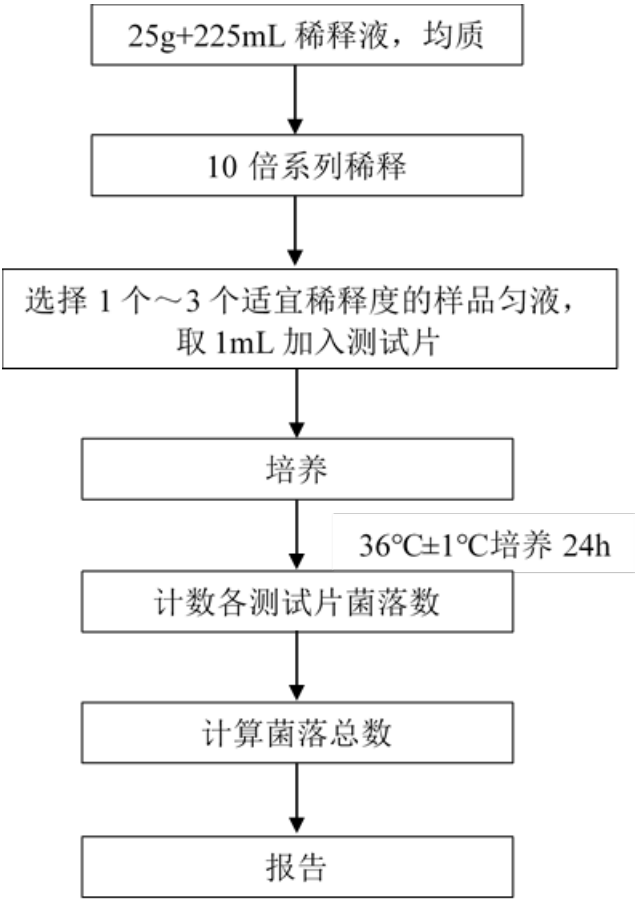 25g+225mL 稀释液，均质
10 倍系列稀释
选择 1 个～3 个适宜稀释度的样品匀液，
取 1mL 加入测试片
培养
36℃±1℃培养 24h
计数各测试片菌落数
计算菌落总数
报告